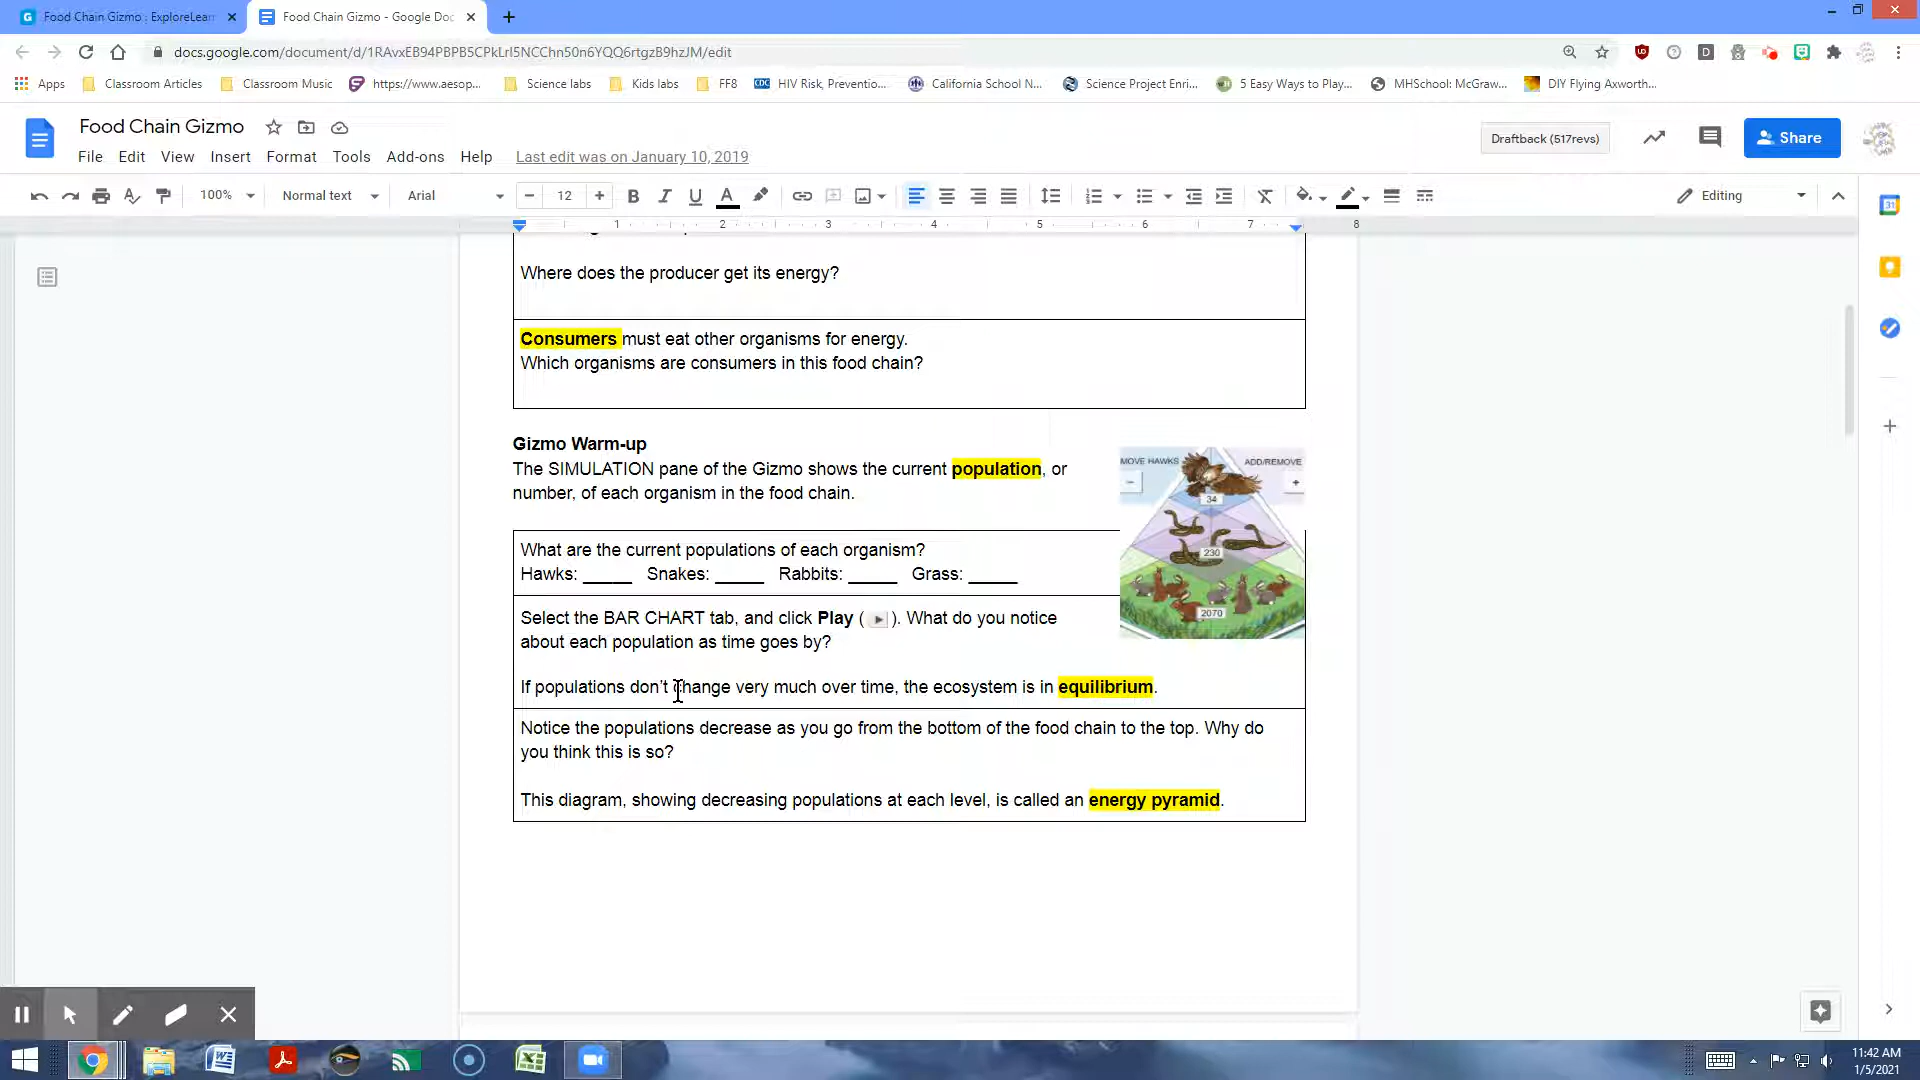 Food Chain Gizmo : ExploreLear
Food Chain Gizmo - Google Doc
docs.google.com/document/d/1RAvxEB94PBPB5CPkLrI5NCChn50n6YQQ6rtgzB9hzJM/edit
Apps
Classroom Articles
Classroom Music
https://www.aesop...
Science labs
Kids labs
FF8
HIV Risk, Preventio...
California School N...
Science Project Enri...
5 Easy Ways to Play...
MHSchool: McGraw...
DIY Flying Axworth...
Food Chain Gizmo
Draftback (517revs)
Share
File Edit View Insert Format Tools Add-ons Help Last edit was on January 10, 2019
100% Normal text Arial 12 Editing
1 2 3 4 5 6 7 8
Where does the producer get its energy?
Consumers must eat other organisms for energy.
Which organisms are consumers in this food chain?
Gizmo Warm-up
The SIMULATION pane of the Gizmo shows the current population, or
number, of each organism in the food chain.
MOVE HAWKS ADD/REMOVE
34
230
2070
What are the current populations of each organism?
Hawks: _____ Snakes: _____ Rabbits: _____ Grass: _____
Select the BAR CHART tab, and click Play ( ). What do you notice
about each population as time goes by?
If populations don't change very much over time, the ecosystem is in equilibrium.
Notice the populations decrease as you go from the bottom of the food chain to the top. Why do
you think this is so?
This diagram, showing decreasing populations at each level, is called an energy pyramid.
11:42 AM
1/5/2021